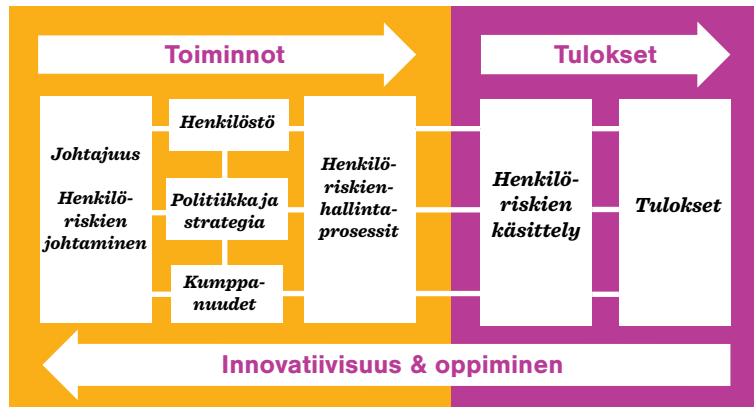 Toiminnot
Tulokset
Johtajuus
Henkilö-
riskien
johtaminen
Henkilöstö
Politiikka ja
strategia
Kumppa-
nuudet
Henkilö-
riskien-
hallinta-
prosessit
Henkilö-
riskien
käsittely
Tulokset
Innovatiivisuus & oppiminen